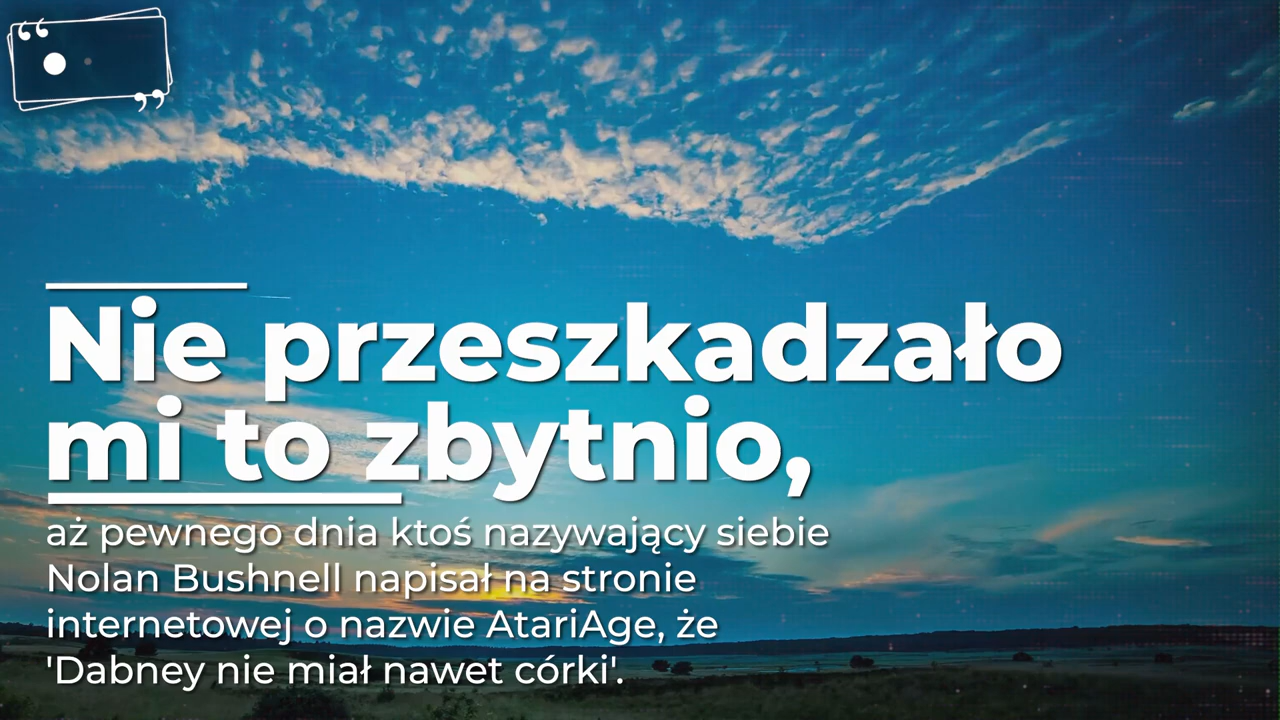 Nie przeszkadzało
mi to zbytnio,
aż pewnego dnia ktoś nazywający siebie
Nolan Bushnell napisał na stronie
internetowej o nazwie AtariAge, że
'Dabney nie miał nawet córki'.